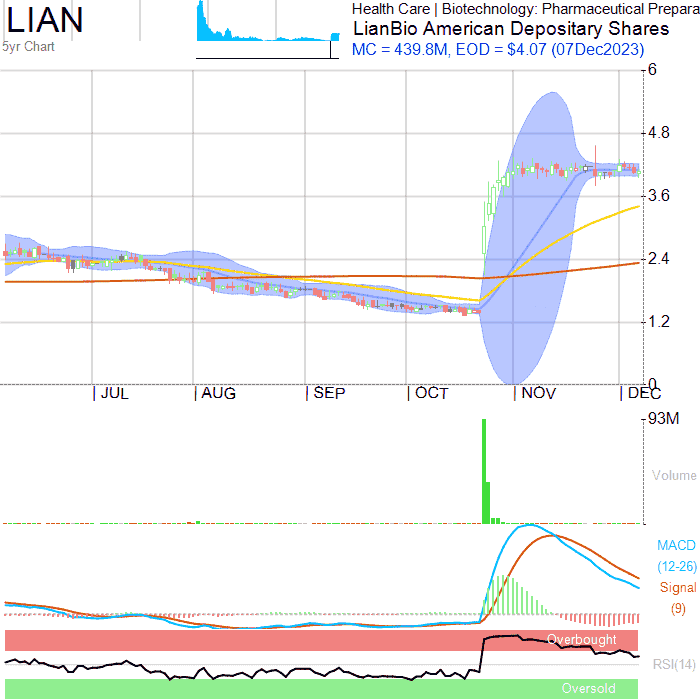 LIAN
5yr Chart
Health Care | Biotechnology: Pharmaceutical Prepara
LianBio American Depositary Shares
MC = 439.8M, EOD = $4.07 (07Dec2023)
6
4.8
3.6
2.4
1.2
0
JUL AUG SEP OCT NOV DEC
93M
Volume
MACD
(12-26)
Signal
(9)
Overbought
RSI(14)
Oversold